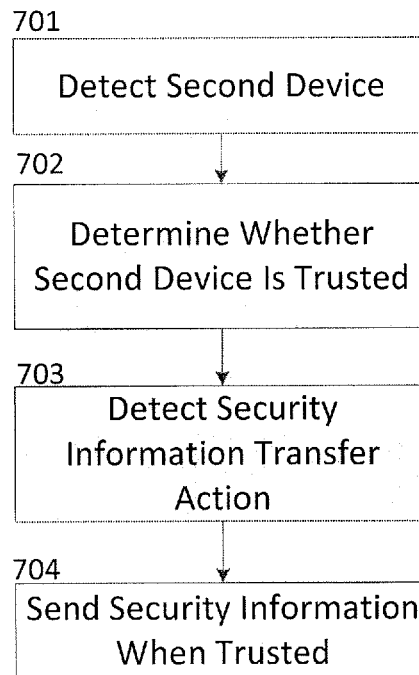 701
Detect Second Device
702
Determine Whether
Second Device Is Trusted
703
Detect Security
Information Transfer
Action
704
Send Security Information
When Trusted